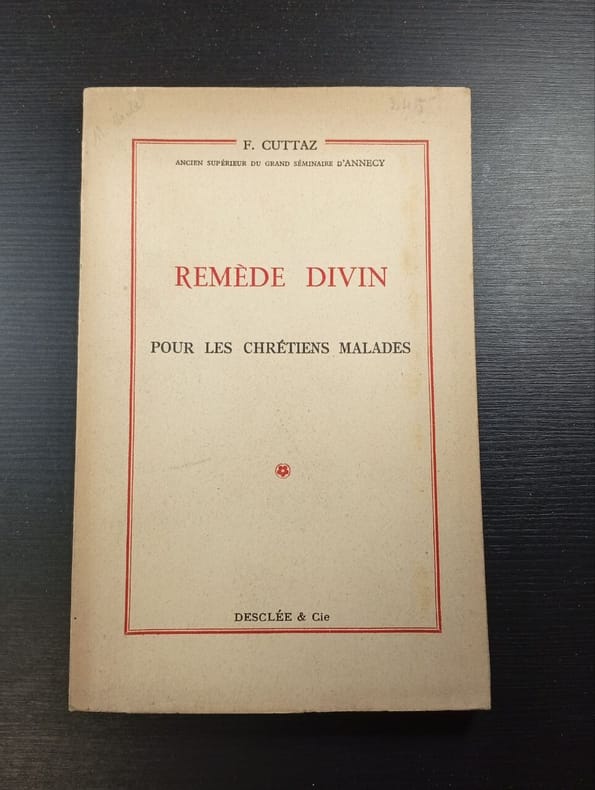 F. CUTTAZ
ANCIEN SUPÉRIEUR DU GRAND SÉMINAIRE D'ANNECY
REMÈDE DIVIN
POUR LES CHRÉTIENS MALADES
DESCLÉE & Cie